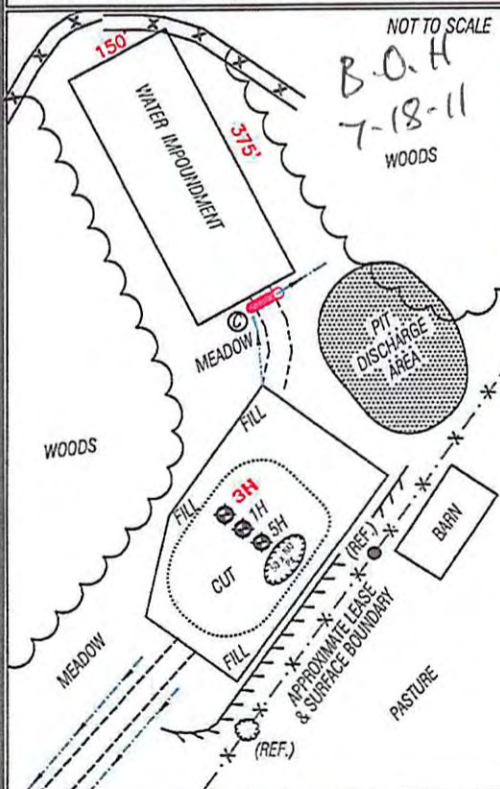 NOT TO SCALE
B.O.H
7-18-11
WOODS
150'
375'
WATER IMPOUNDMENT
C
MEADOW
PIT
DISCHARGE
AREA
WOODS
FILL
FILL
3H
1H
5H
CUT
(REF.)
BARN
FILL
APPROXIMATE LEASE
& SURFACE BOUNDARY
MEADOW
PASTURE
(REF.)